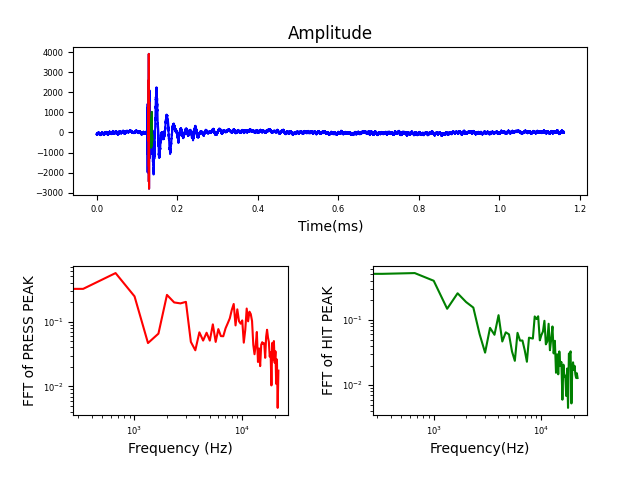 Amplitude
4000
3000
2000
1000
0
−1000
−2000
−3000
0.0 0.2 0.4 0.6 0.8 1.0 1.2
Time(ms)
FFT of PRESS PEAK
10⁻¹
10⁻²
10³ 10⁴
Frequency (Hz)
FFT of HIT PEAK
10⁻¹
10⁻²
10³ 10⁴
Frequency(Hz)